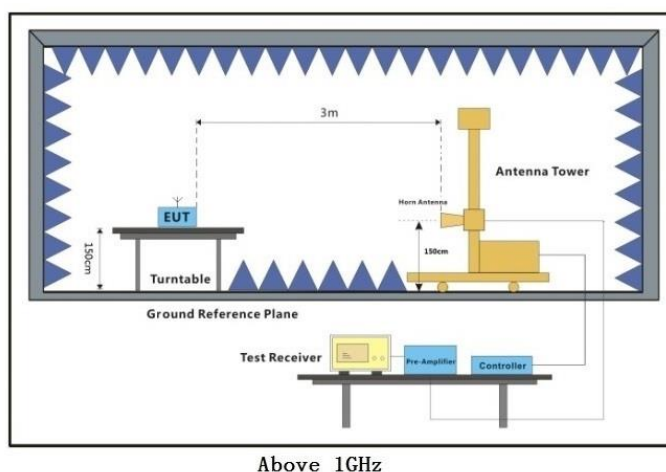 3m
Antenna Tower
Horn Antenna
EUT
150cm
150cm
Turntable
Ground Reference Plane
Test Receiver
Pre-Amplifier
Controller
Above 1GHz